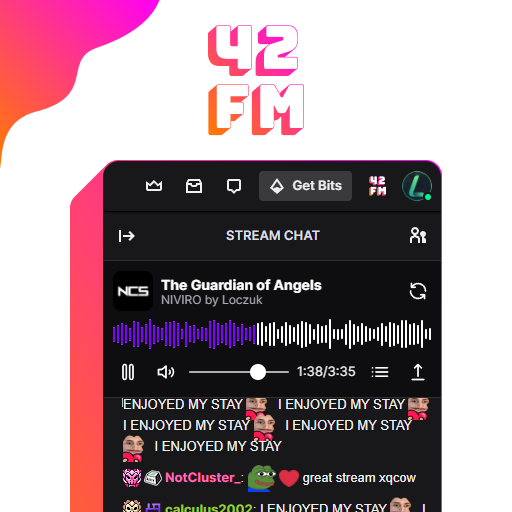 42
FM
Get Bits
42
FM
STREAM CHAT
NCS
The Guardian of Angels
NIVIRO by Loczuk
1:38/3:35
I ENJOYED MY STAY I ENJOYED MY STAY
I ENJOYED MY STAY I ENJOYED MY STAY
I ENJOYED MY STAY
NotCluster_: great stream xqcow
calculus2002: I ENJOYED MY STAY I